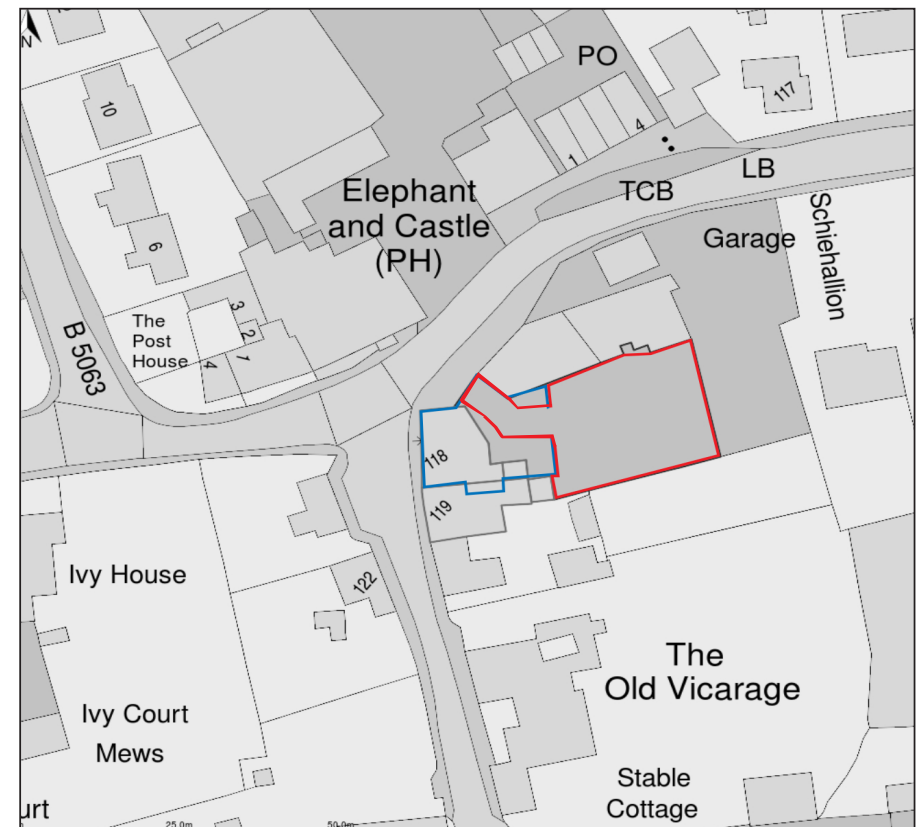 N
10
PO
117
4
1
LB
TCB
Elephant
and Castle
(PH)
Garage
Schiehallion
6
3
The
Post
House
2
1
4
B 5063
118
119
Ivy House
122
The
Old Vicarage
Ivy Court
Mews
Stable
Cottage
urt
25.0m
50.0m